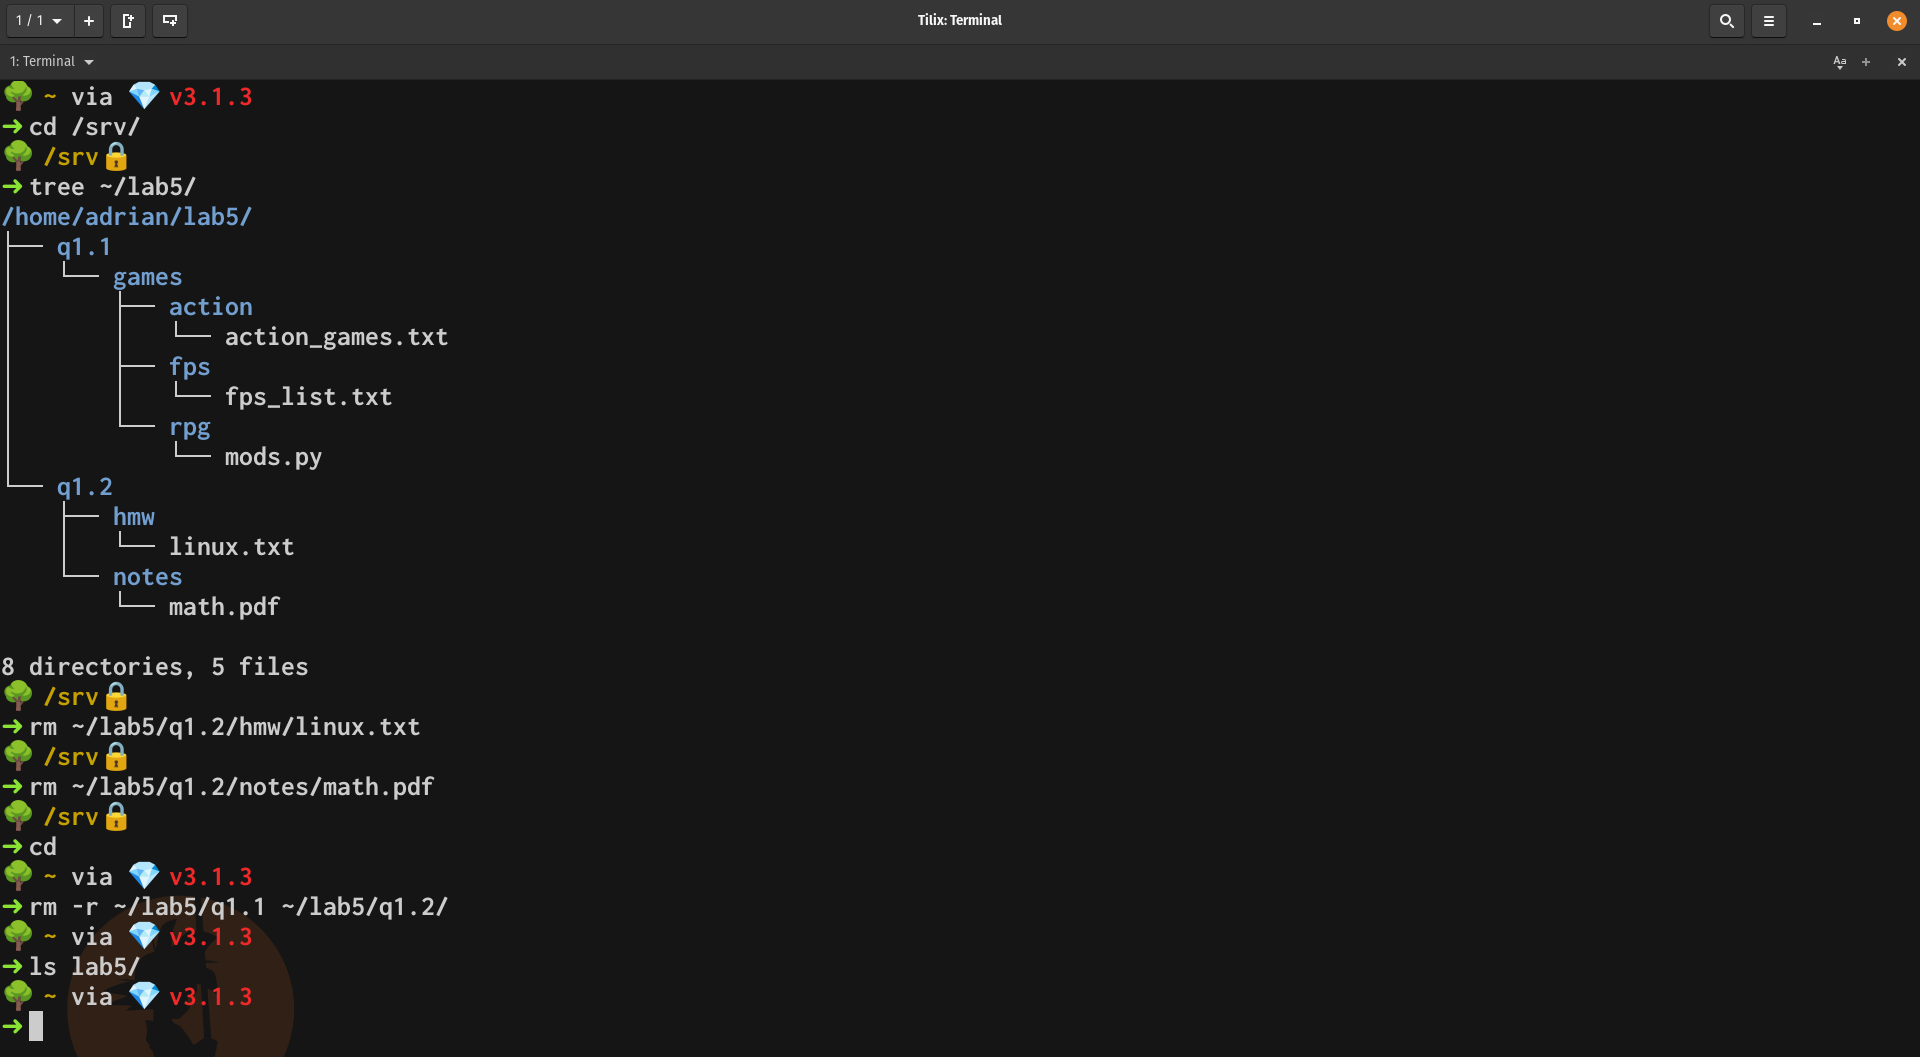 1 / 1
Tilix: Terminal
1: Terminal
~ via 💎 v3.1.3
➜ cd /srv/
/srv🔒
➜ tree ~/lab5/
/home/adrian/lab5/
├── q1.1
│   └── games
│       ├── action
│       │   └── action_games.txt
│       ├── fps
│       │   └── fps_list.txt
│       └── rpg
│           └── mods.py
└── q1.2
    ├── hmw
    │   └── linux.txt
    └── notes
        └── math.pdf
8 directories, 5 files
/srv🔒
➜ rm ~/lab5/q1.2/hmw/linux.txt
/srv🔒
➜ rm ~/lab5/q1.2/notes/math.pdf
/srv🔒
➜ cd
~ via 💎 v3.1.3
➜ rm -r ~/lab5/q1.1 ~/lab5/q1.2/
~ via 💎 v3.1.3
➜ ls lab5/
~ via 💎 v3.1.3
➜